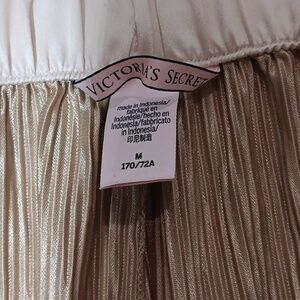 VICTORIA'S SECRET
made in Indonesia/
fabriqué en
Indonésie/hecho en
Indonesia/fabbricato
in Indonesia/
印尼制造
M
170/72A